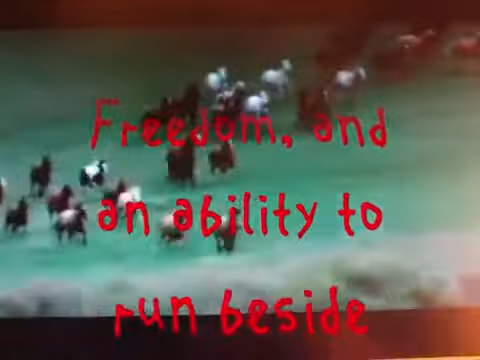 Freedom, and
an ability to
run beside